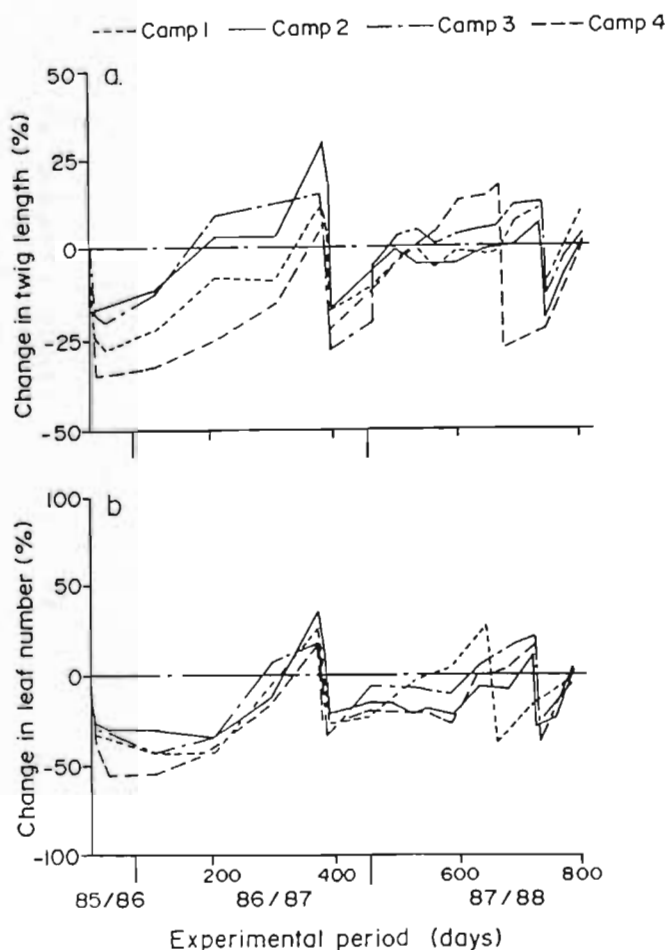 Camp 1 Camp 2 Camp 3 Camp 4
a.
Change in twig length (%)
50
25
0
-25
-50
b
Change in leaf number (%)
100
50
0
-50
-100
200 400 600 800
85/86 86/87 87/88
Experimental period (days)